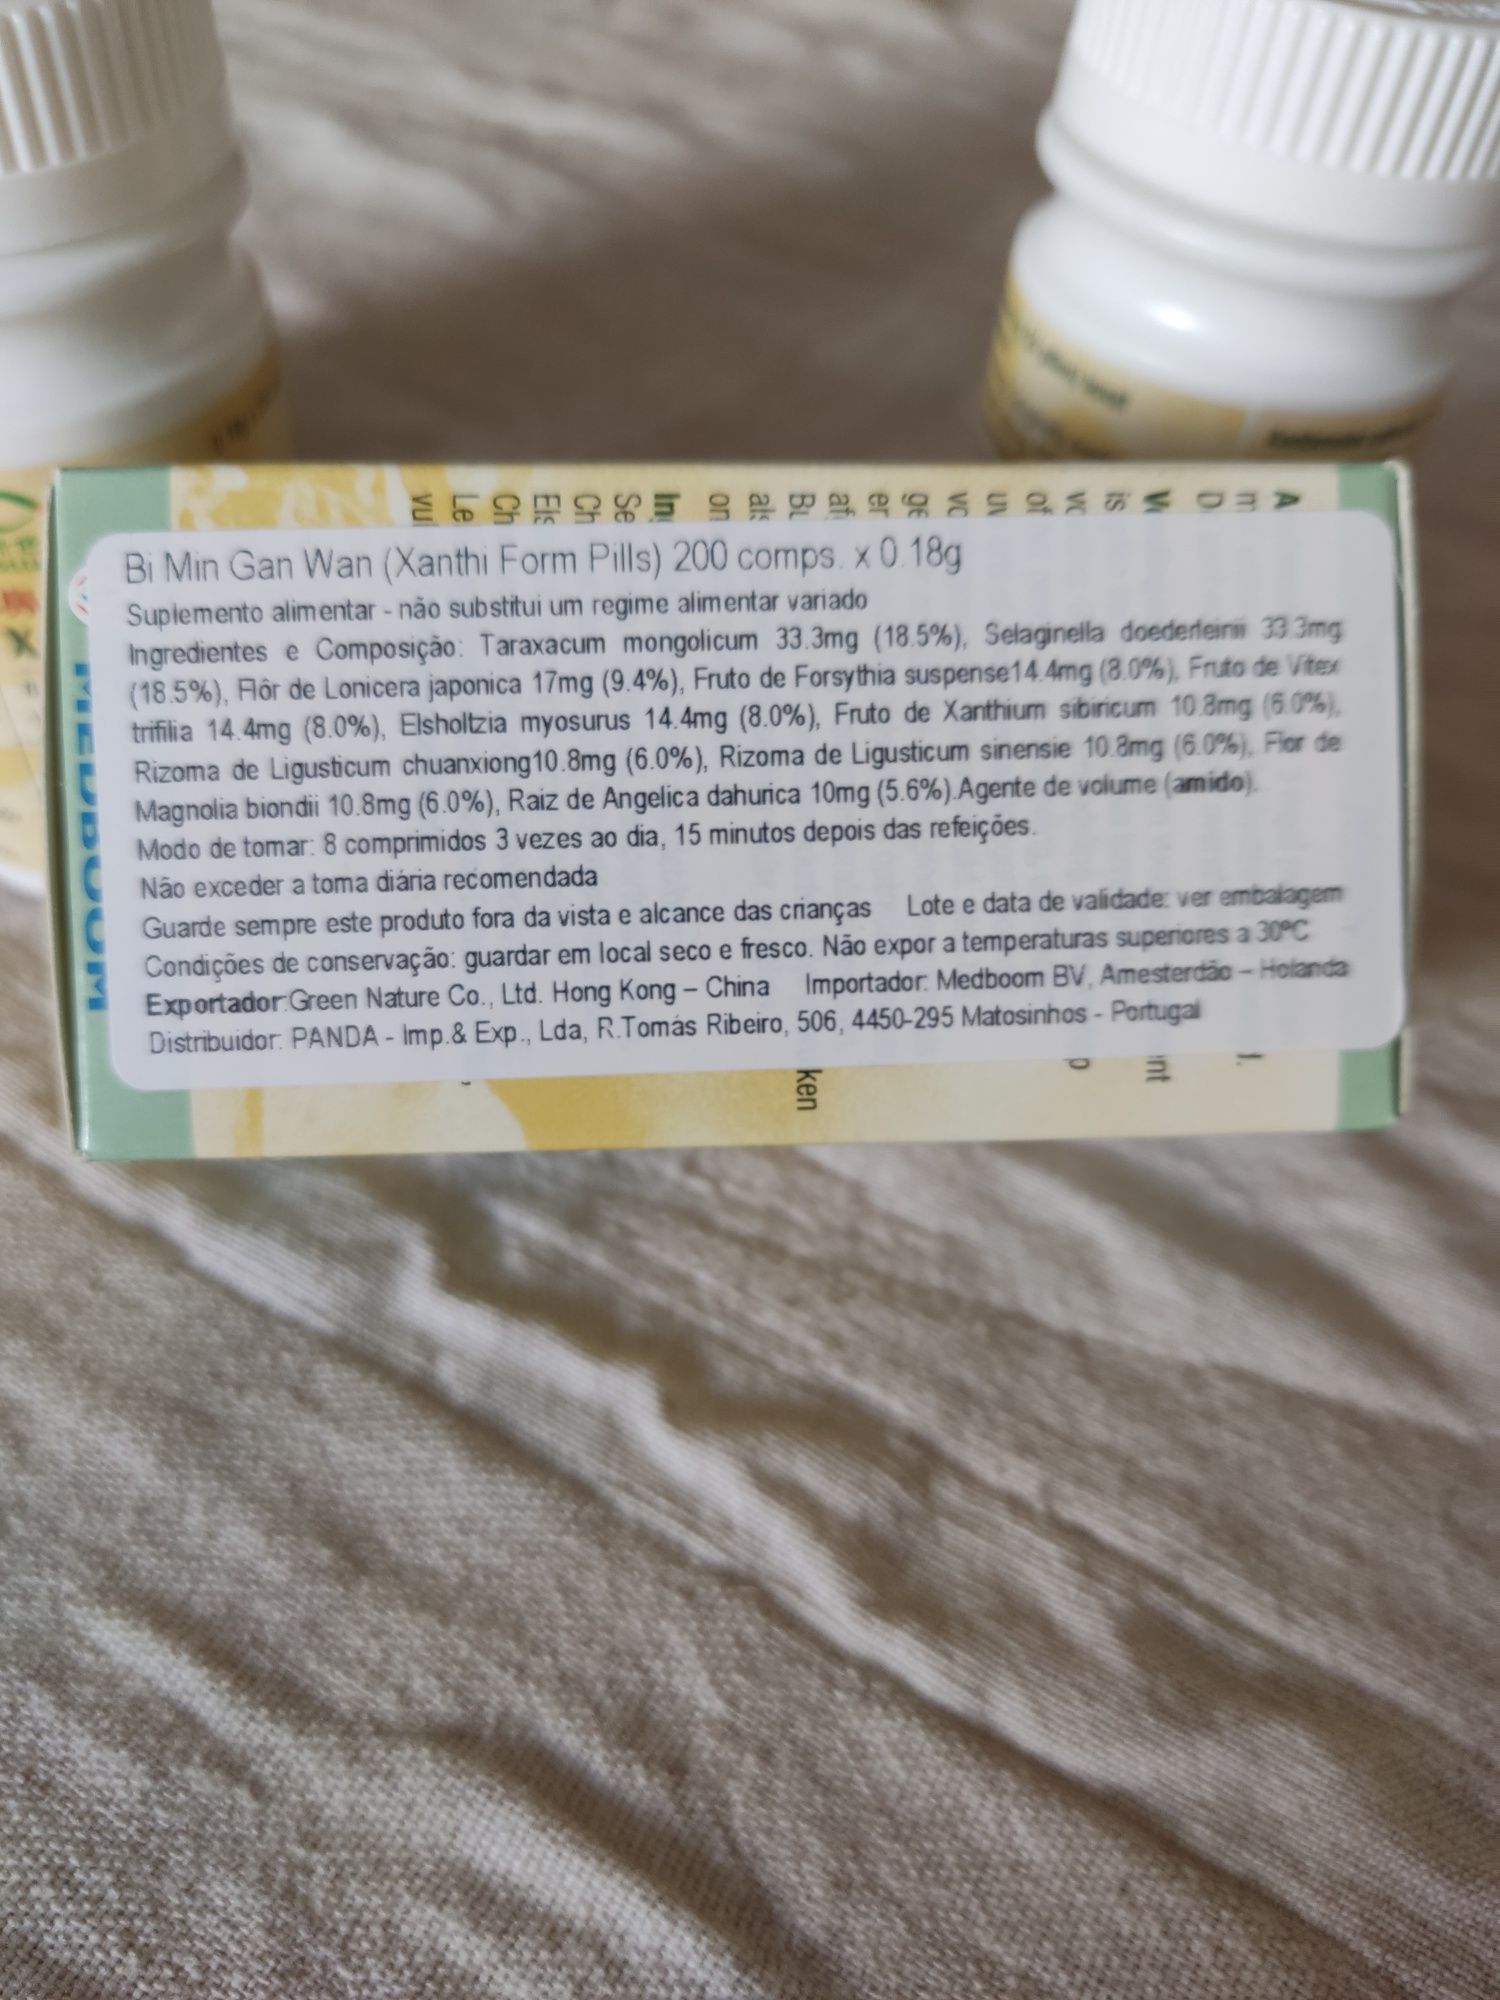 Bi Min Gan Wan (Xanthi Form Pills) 200 comps. x 0.18g
Suplemento alimentar - não substitui um regime alimentar variado
Ingredientes e Composição: Taraxacum mongolicum 33.3mg (18.5%), Selaginella doederleinii 33.3mg
(18.5%), Flôr de Lonicera japonica 17mg (9.4%), Fruto de Forsythia suspense14.4mg (8.0%), Fruto de Vitex
trifilia 14.4mg (8.0%), Elsholtzia myosurus 14.4mg (8.0%), Fruto de Xanthium sibiricum 10.8mg (6.0%),
Rizoma de Ligusticum chuanxiong10.8mg (6.0%), Rizoma de Ligusticum sinensie 10.8mg (6.0%), Flor de
Magnolia biondii 10.8mg (6.0%), Raiz de Angelica dahurica 10mg (5.6%).Agente de volume (amido).
Modo de tomar: 8 comprimidos 3 vezes ao dia, 15 minutos depois das refeições.
Não exceder a toma diária recomendada
Guarde sempre este produto fora da vista e alcance das crianças Lote e data de validade: ver embalagem
Condições de conservação: guardar em local seco e fresco. Não expor a temperaturas superiores a 30ºC
Exportador:Green Nature Co., Ltd. Hong Kong – China Importador: Medboom BV, Amesterdão – Holanda
Distribuidor: PANDA - Imp.& Exp., Lda, R.Tomás Ribeiro, 506, 4450-295 Matosinhos - Portugal
MEDBOOM
ken